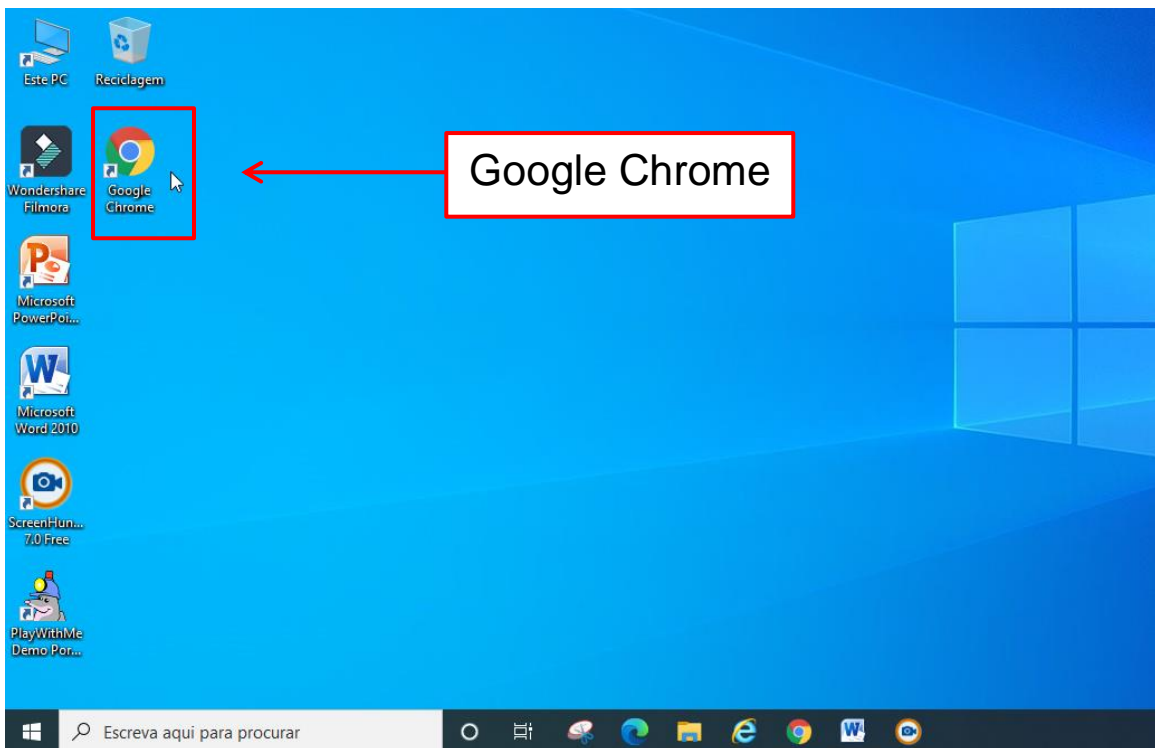 Este PC
Reciclagem
Wondershare
Filmora
Google
Chrome
Google Chrome
Microsoft
PowerPoi...
Microsoft
Word 2010
ScreenHun...
7.0 Free
PlayWithMe
Demo Por...
Escreva aqui para procurar